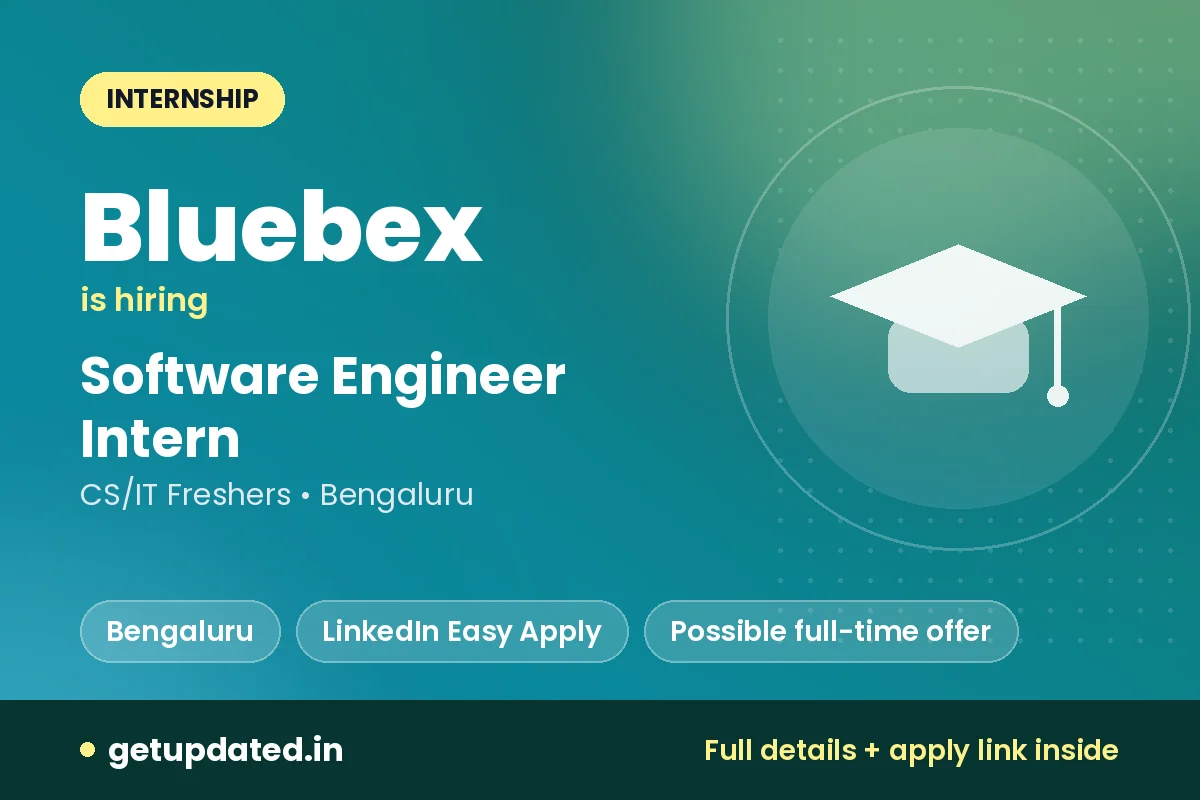 INTERNSHIP
Bluebex
is hiring
Software Engineer
Intern
CS/IT Freshers • Bengaluru
Bengaluru
LinkedIn Easy Apply
Possible full-time offer
getupdated.in
Full details + apply link inside